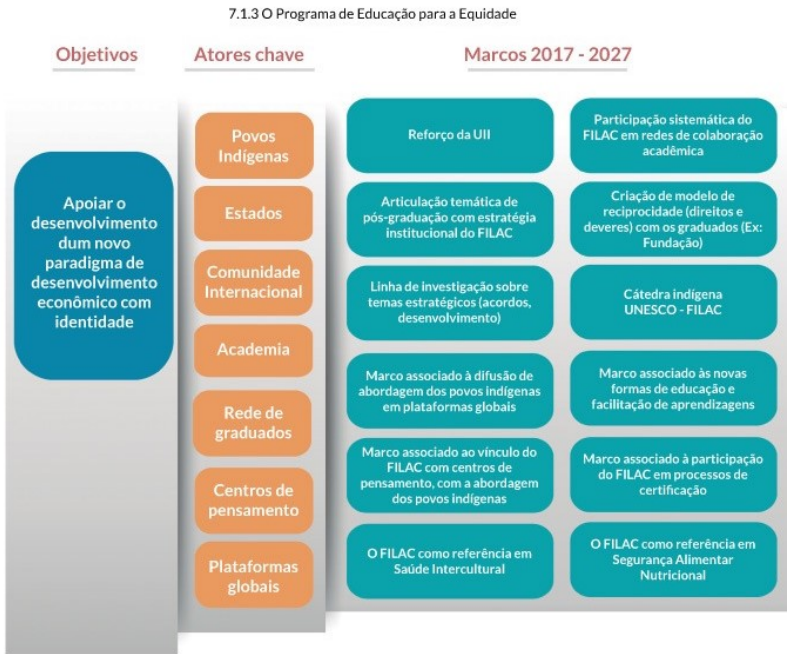 7.1.3 O Programa de Educação para a Equidade
Objetivos
Atores chave
Marcos 2017 - 2027
Apoiar o
desenvolvimento
dum novo
paradigma de
desenvolvimento
econômico com
identidade
Povos
Indígenas
Estados
Comunidade
Internacional
Academia
Rede de
graduados
Centros de
pensamento
Plataformas
globais
Reforço da UII
Participação sistemática do
FILAC em redes de colaboração
acadêmica
Articulação temática de
pós-graduação com estratégia
institucional do FILAC
Criação de modelo de
reciprocidade (direitos e
deveres) com os graduados (Ex:
Fundação)
Linha de investigação sobre
temas estratégicos (acordos,
desenvolvimento)
Cátedra indígena
UNESCO - FILAC
Marco associado à difusão de
abordagem dos povos indígenas
em plataformas globais
Marco associado às novas
formas de educação e
facilitação de aprendizagens
Marco associado ao vínculo do
FILAC com centros de
pensamento, com a abordagem
dos povos indígenas
Marco associado à participação
do FILAC em processos de
certificação
O FILAC como referência em
Saúde Intercultural
O FILAC como referência em
Segurança Alimentar
Nutricional